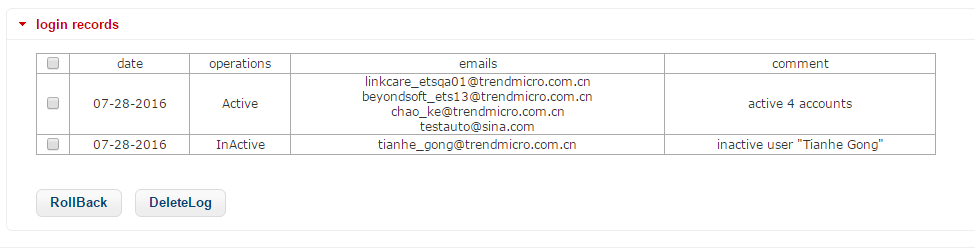 login records
date operations emails comment
07-28-2016 Active linkcare_etsqa01@trendmicro.com.cn active 4 accounts
beyondsoft_ets13@trendmicro.com.cn
chao_ke@trendmicro.com.cn
testauto@sina.com
07-28-2016 InActive tianhe_gong@trendmicro.com.cn inactive user "Tianhe Gong"
RollBack DeleteLog